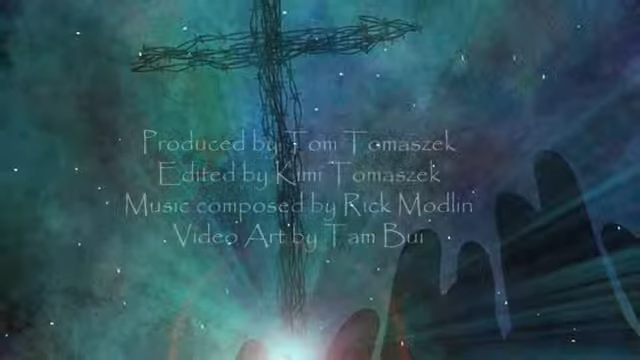 Produced by Tom Tomaszek
Edited by Kimi Tomaszek
Music composed by Rick Modlin
Video Art by Tam Bui